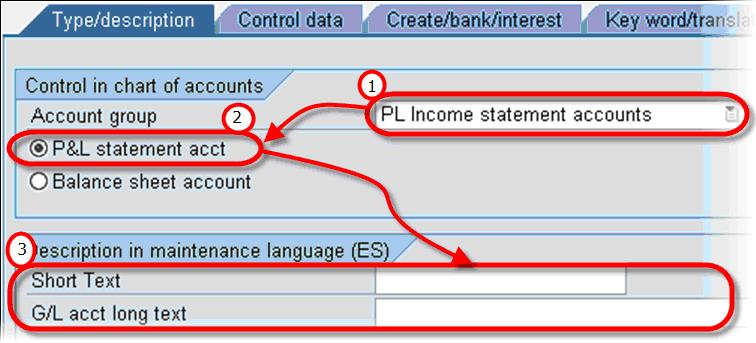 Type/description Control data Create/bank/interest Key word/transla
Control in chart of accounts
1
Account group PL Income statement accounts
2
P&L statement acct
Balance sheet account
3
escription in maintenance language (ES)
Short Text
G/L acct long text